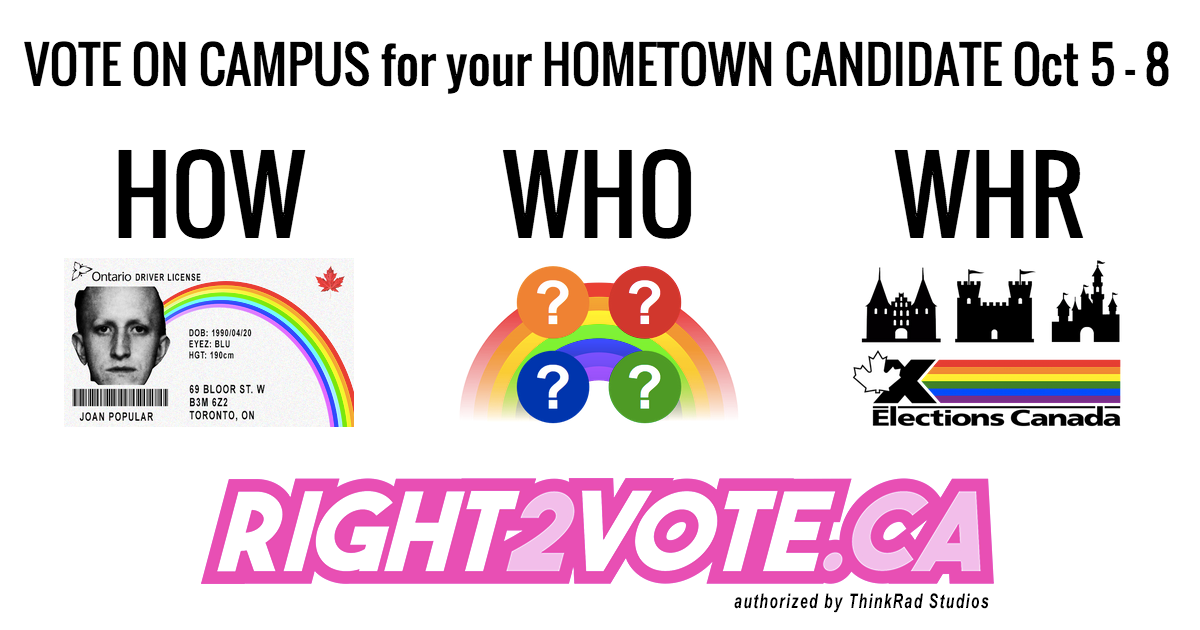 VOTE ON CAMPUS for your HOMETOWN CANDIDATE Oct 5 - 8
HOW
WHO
WHR
Ontario DRIVER LICENSE
DOB: 1990/04/20
EYEZ: BLU
HGT: 190cm
69 BLOOR ST. W
B3M 6Z2
TORONTO, ON
JOAN POPULAR
? ?
? ?
X
Elections Canada
RIGHT2VOTE.CA
authorized by ThinkRad Studios